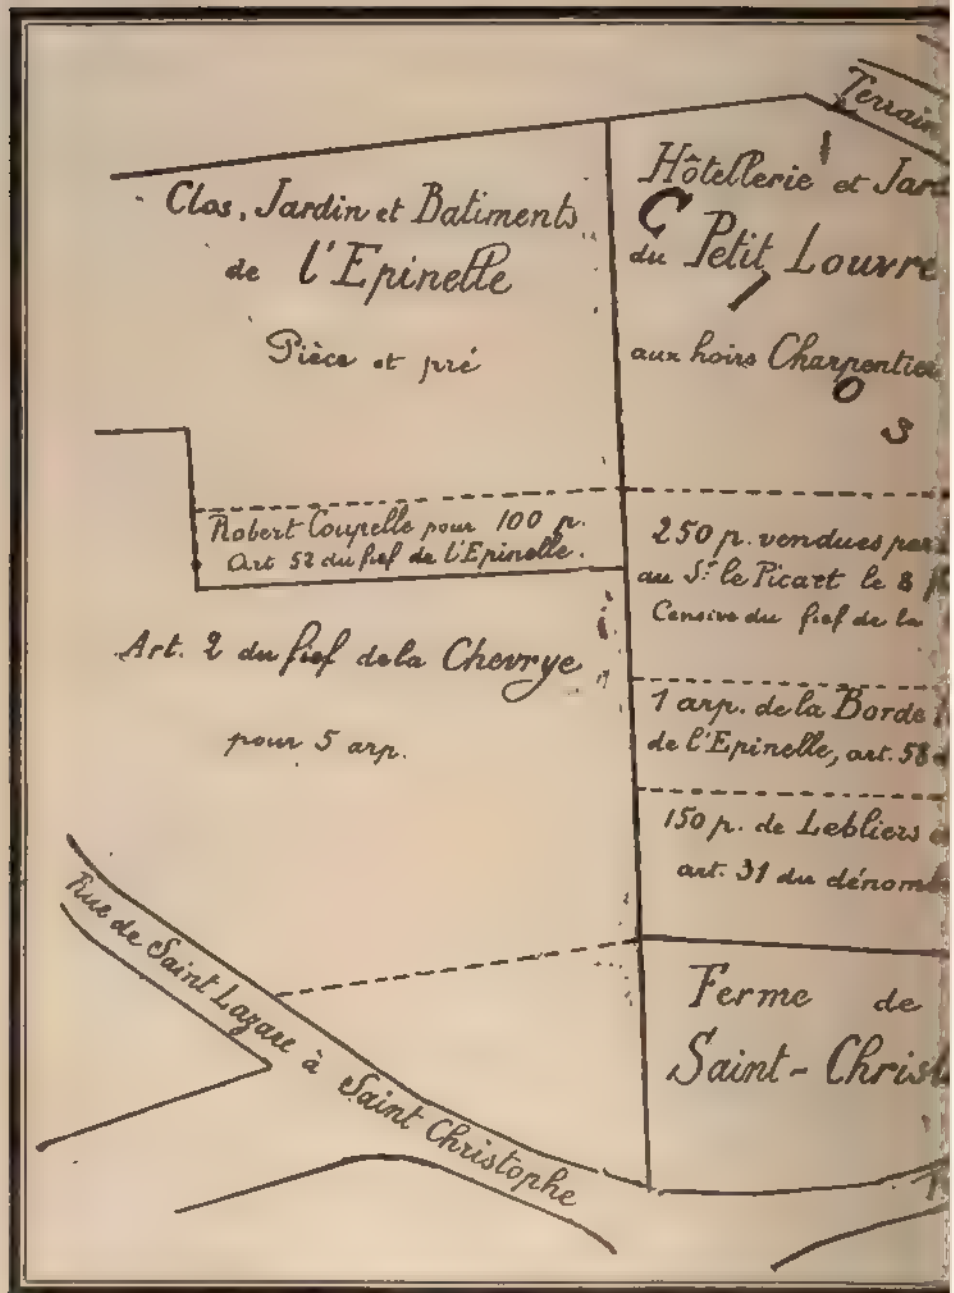 Clos, Jardin et Batiments
de l'Epinelle
Pièce et pré
Robert Coupelle pour 100 p.
Art 52 du fief de l'Epinelle.
Art. 2 du fief de la Chevrye
pour 5 arp.
Rue de Saint Lazare à Saint Christophe
Terrain
Hôtellerie et Jard
du Petit Louvre
aux hoirs Charpentier
C
O
3
250 p. vendues par
au Sr le Picart le 8
Censive du fief de la
1 arp. de la Borde
de l'Epinelle, art. 58
150 p. de Lebliers
art. 31 du dénom
Ferme de
Saint-Christ